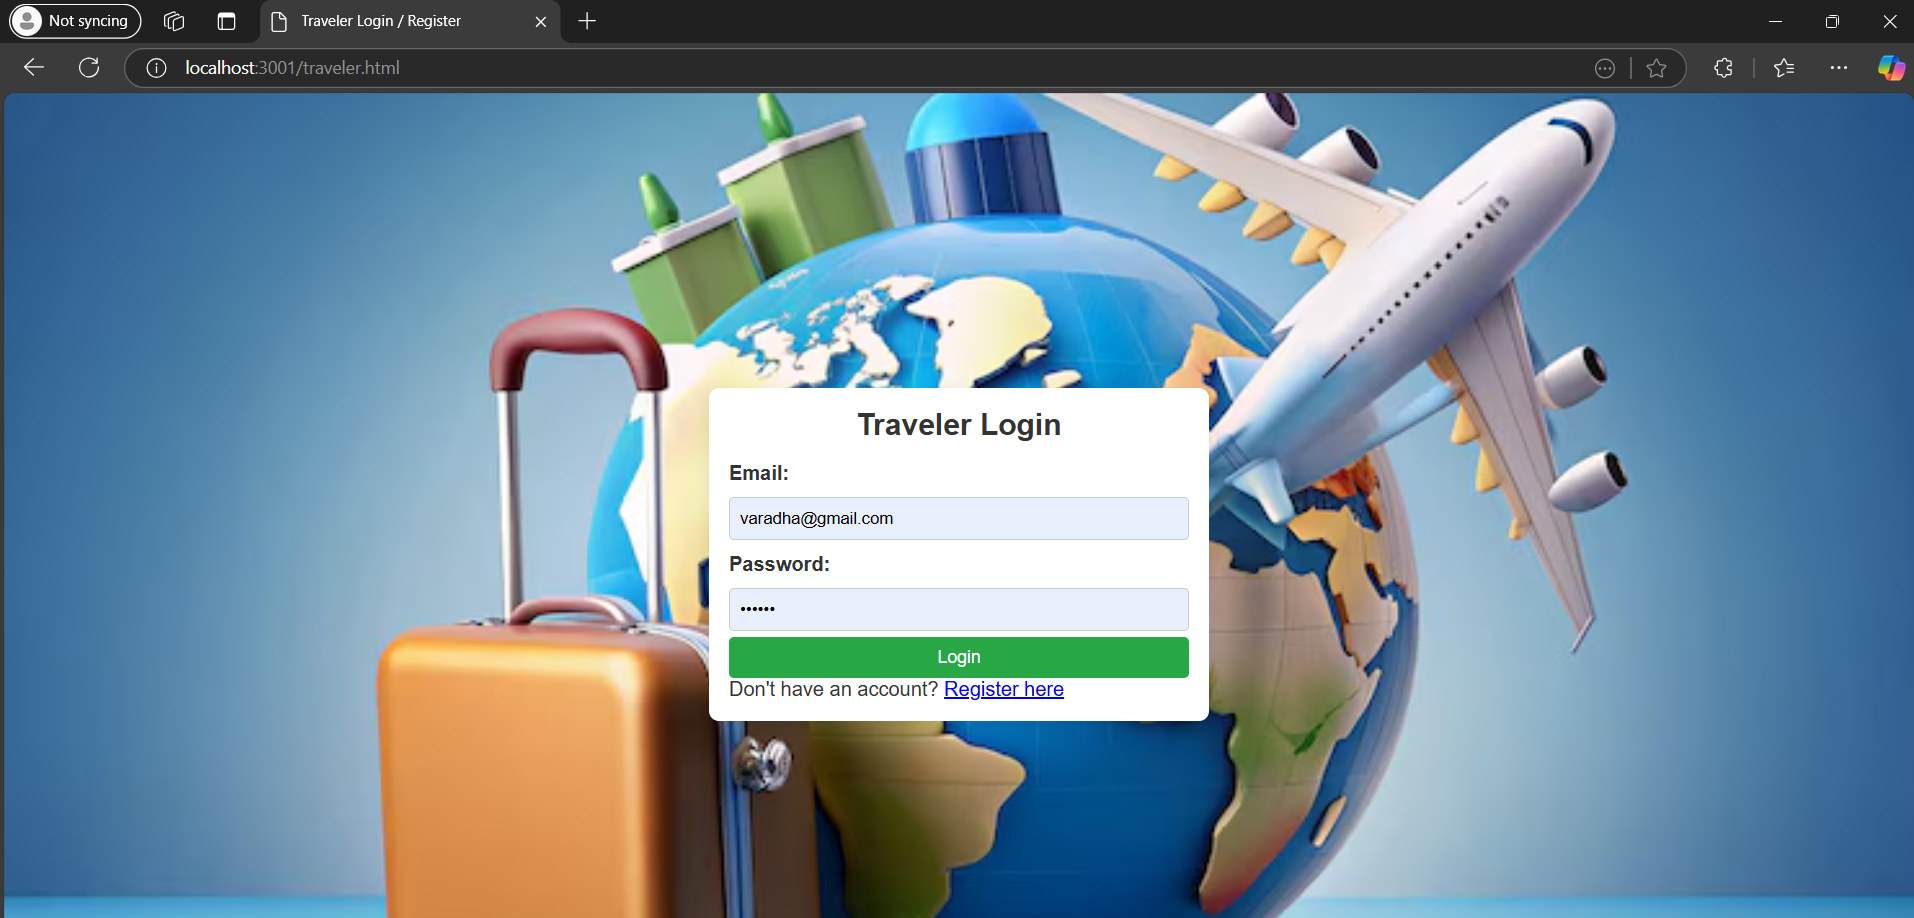 Not syncing
Traveler Login / Register
localhost:3001/traveler.html
Traveler Login
Email:
varadha@gmail.com
Password:
••••••
Login
Don't have an account? Register here